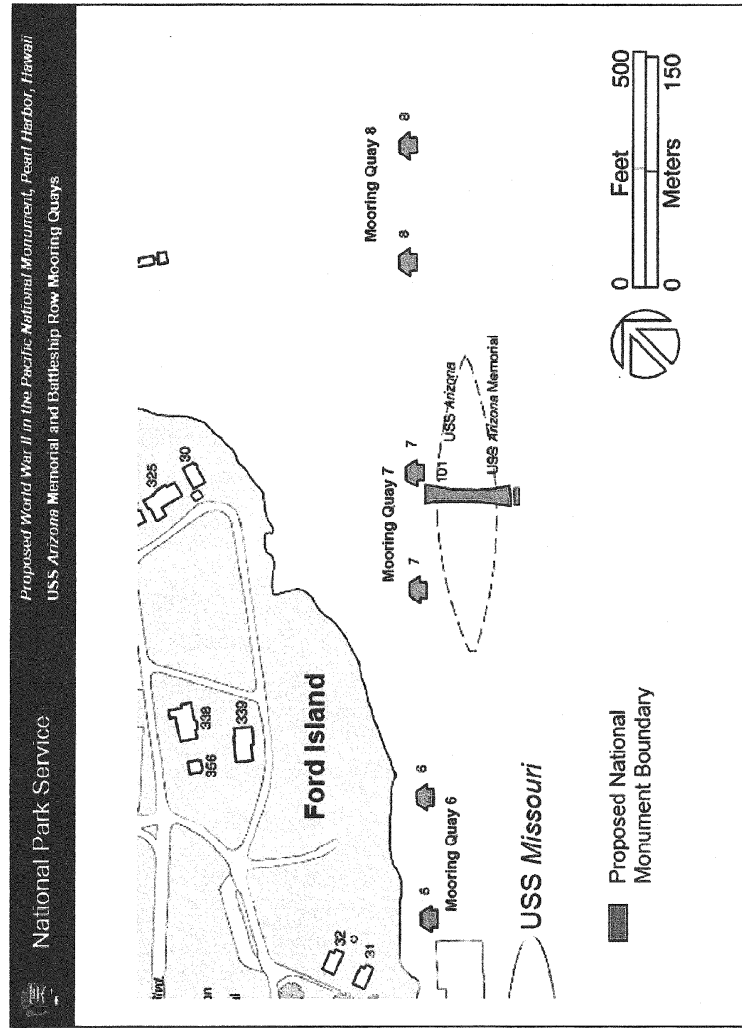 National Park Service
Proposed World War II in the Pacific National Monument, Pearl Harbor, Hawaii
USS Arizona Memorial and Battleship Row Mooring Quays
325
30
338
356
339
Ford Island
32
31
Mooring Quay 8
8
8
Mooring Quay 7
7
7
101
USS Arizona
USS Arizona Memorial
6
6
Mooring Quay 6
USS Missouri
Proposed National
Monument Boundary
0 Feet 500
0 Meters 150